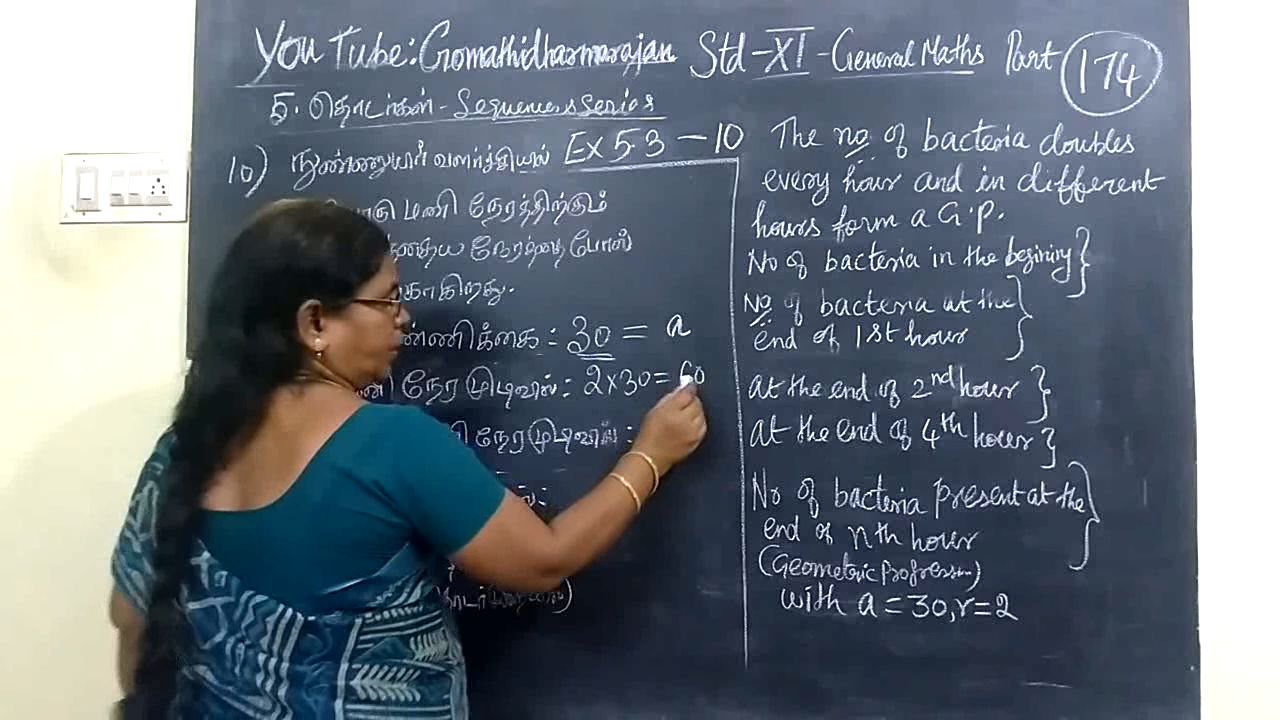 You Tube: Gomathidharmarajan Std - XI - General Maths Part 174
5. தொடர்கள் - Sequences & Series
10) நுண்ணுயிர் வளர்ச்சியில் Ex 5.3 - 10
மணி நேரத்திற்கும்
நேரத்தை போல்
கிறது.
ண்ணிக்கை : 30 = a
நேர முடிவில் : 2 x 30 = 60
நேரமுடிவில் :
The no of bacteria doubles
every hour and in different
hours form a G.P.
No of bacteria in the begining }
No of bacteria at the
end of 1st hour }
at the end of 2nd hour }
at the end of 4th hour }
No of bacteria present at the
end of nth hour }
(Geometric Progression)
with a = 30, r = 2